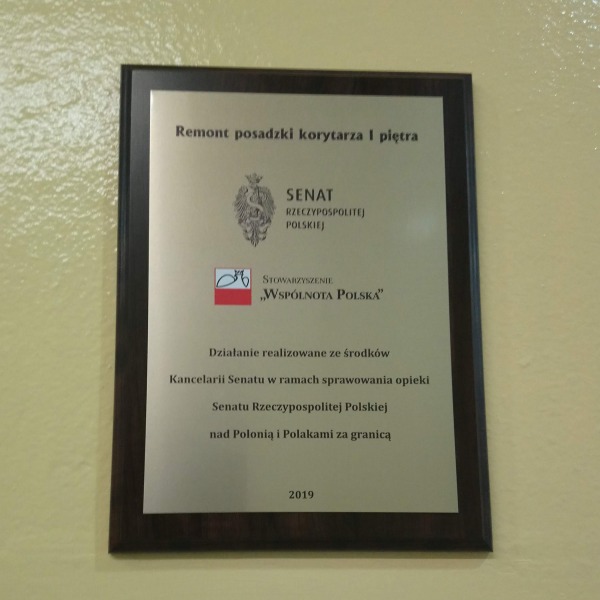 Remont posadzki korytarza I piętra
SENAT
RZECZYPOSPOLITEJ
POLSKIEJ
STOWARZYSZENIE
„WSPÓLNOTA POLSKA”
Działanie realizowane ze środków
Kancelarii Senatu w ramach sprawowania opieki
Senatu Rzeczypospolitej Polskiej
nad Polonią i Polakami za granicą
2019